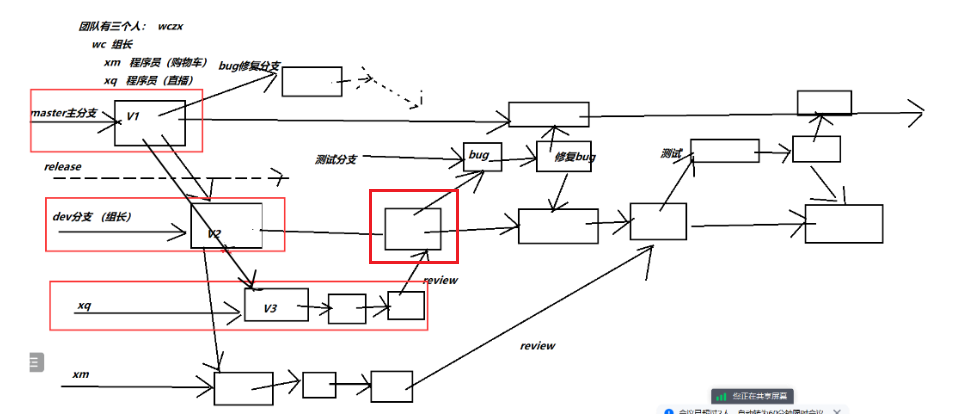 团队有三个人： wczx
wc 组长
xm 程序员（购物车）
xq 程序员（直播）
bug修复分支
master主分支
V1
release
测试分支
bug
修复bug
测试
dev分支 （组长）
V2
review
xq
V3
review
xm
您正在共享屏幕